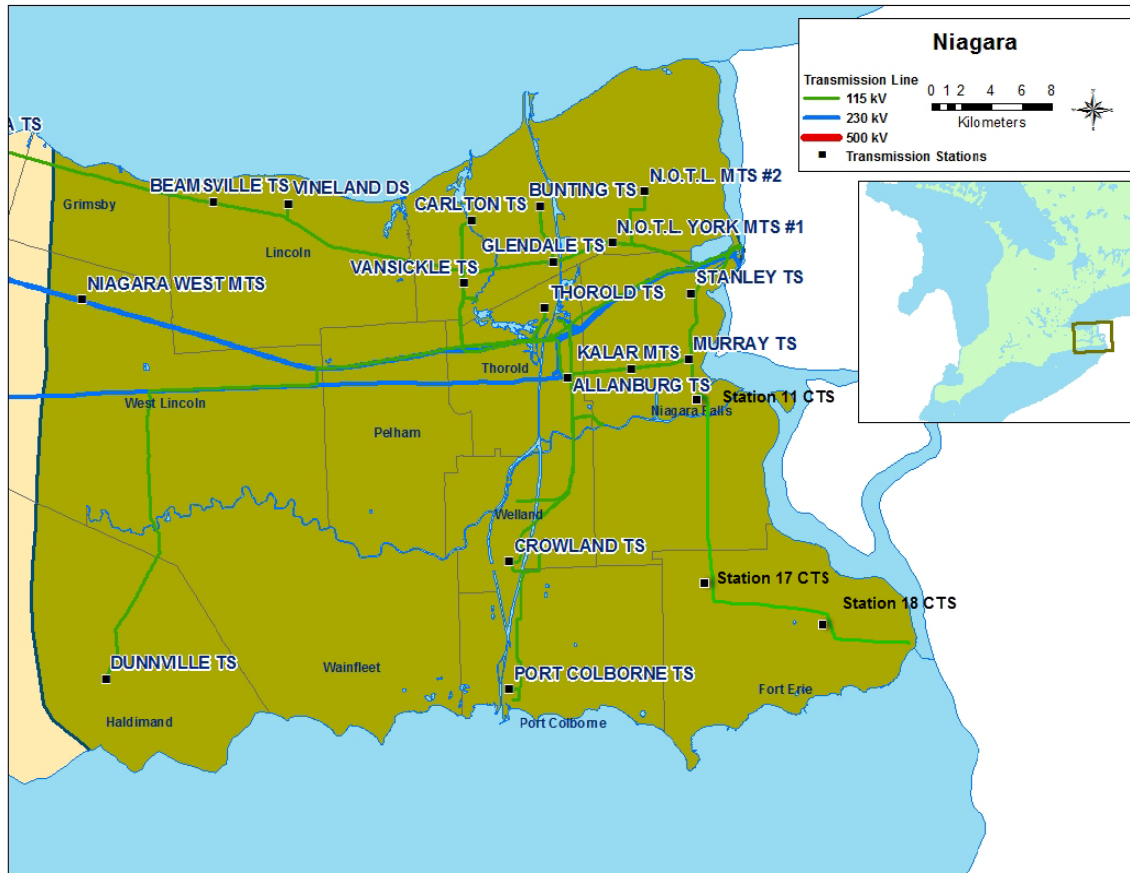 Niagara
Transmission Line
115 kV
230 kV
500 kV
Transmission Stations
0 1 2 4 6 8
Kilometers
A TS
BEAMSVILLE TS
VINELAND DS
Grimsby
CARLTON TS
BUNTING TS
N.O.T.L. MTS #2
N.O.T.L. YORK MTS #1
Lincoln
GLENDALE TS
VANSICKLE TS
NIAGARA WEST MTS
THOROLD TS
STANLEY TS
KALAR MTS
MURRAY TS
Thorold
ALLANBURG TS
Station 11 CTS
West Lincoln
Niagara Falls
Pelham
Welland
CROWLAND TS
Station 17 CTS
Station 18 CTS
DUNNVILLE TS
Wainfleet
PORT COLBORNE TS
Fort Erie
Haldimand
Port Colborne